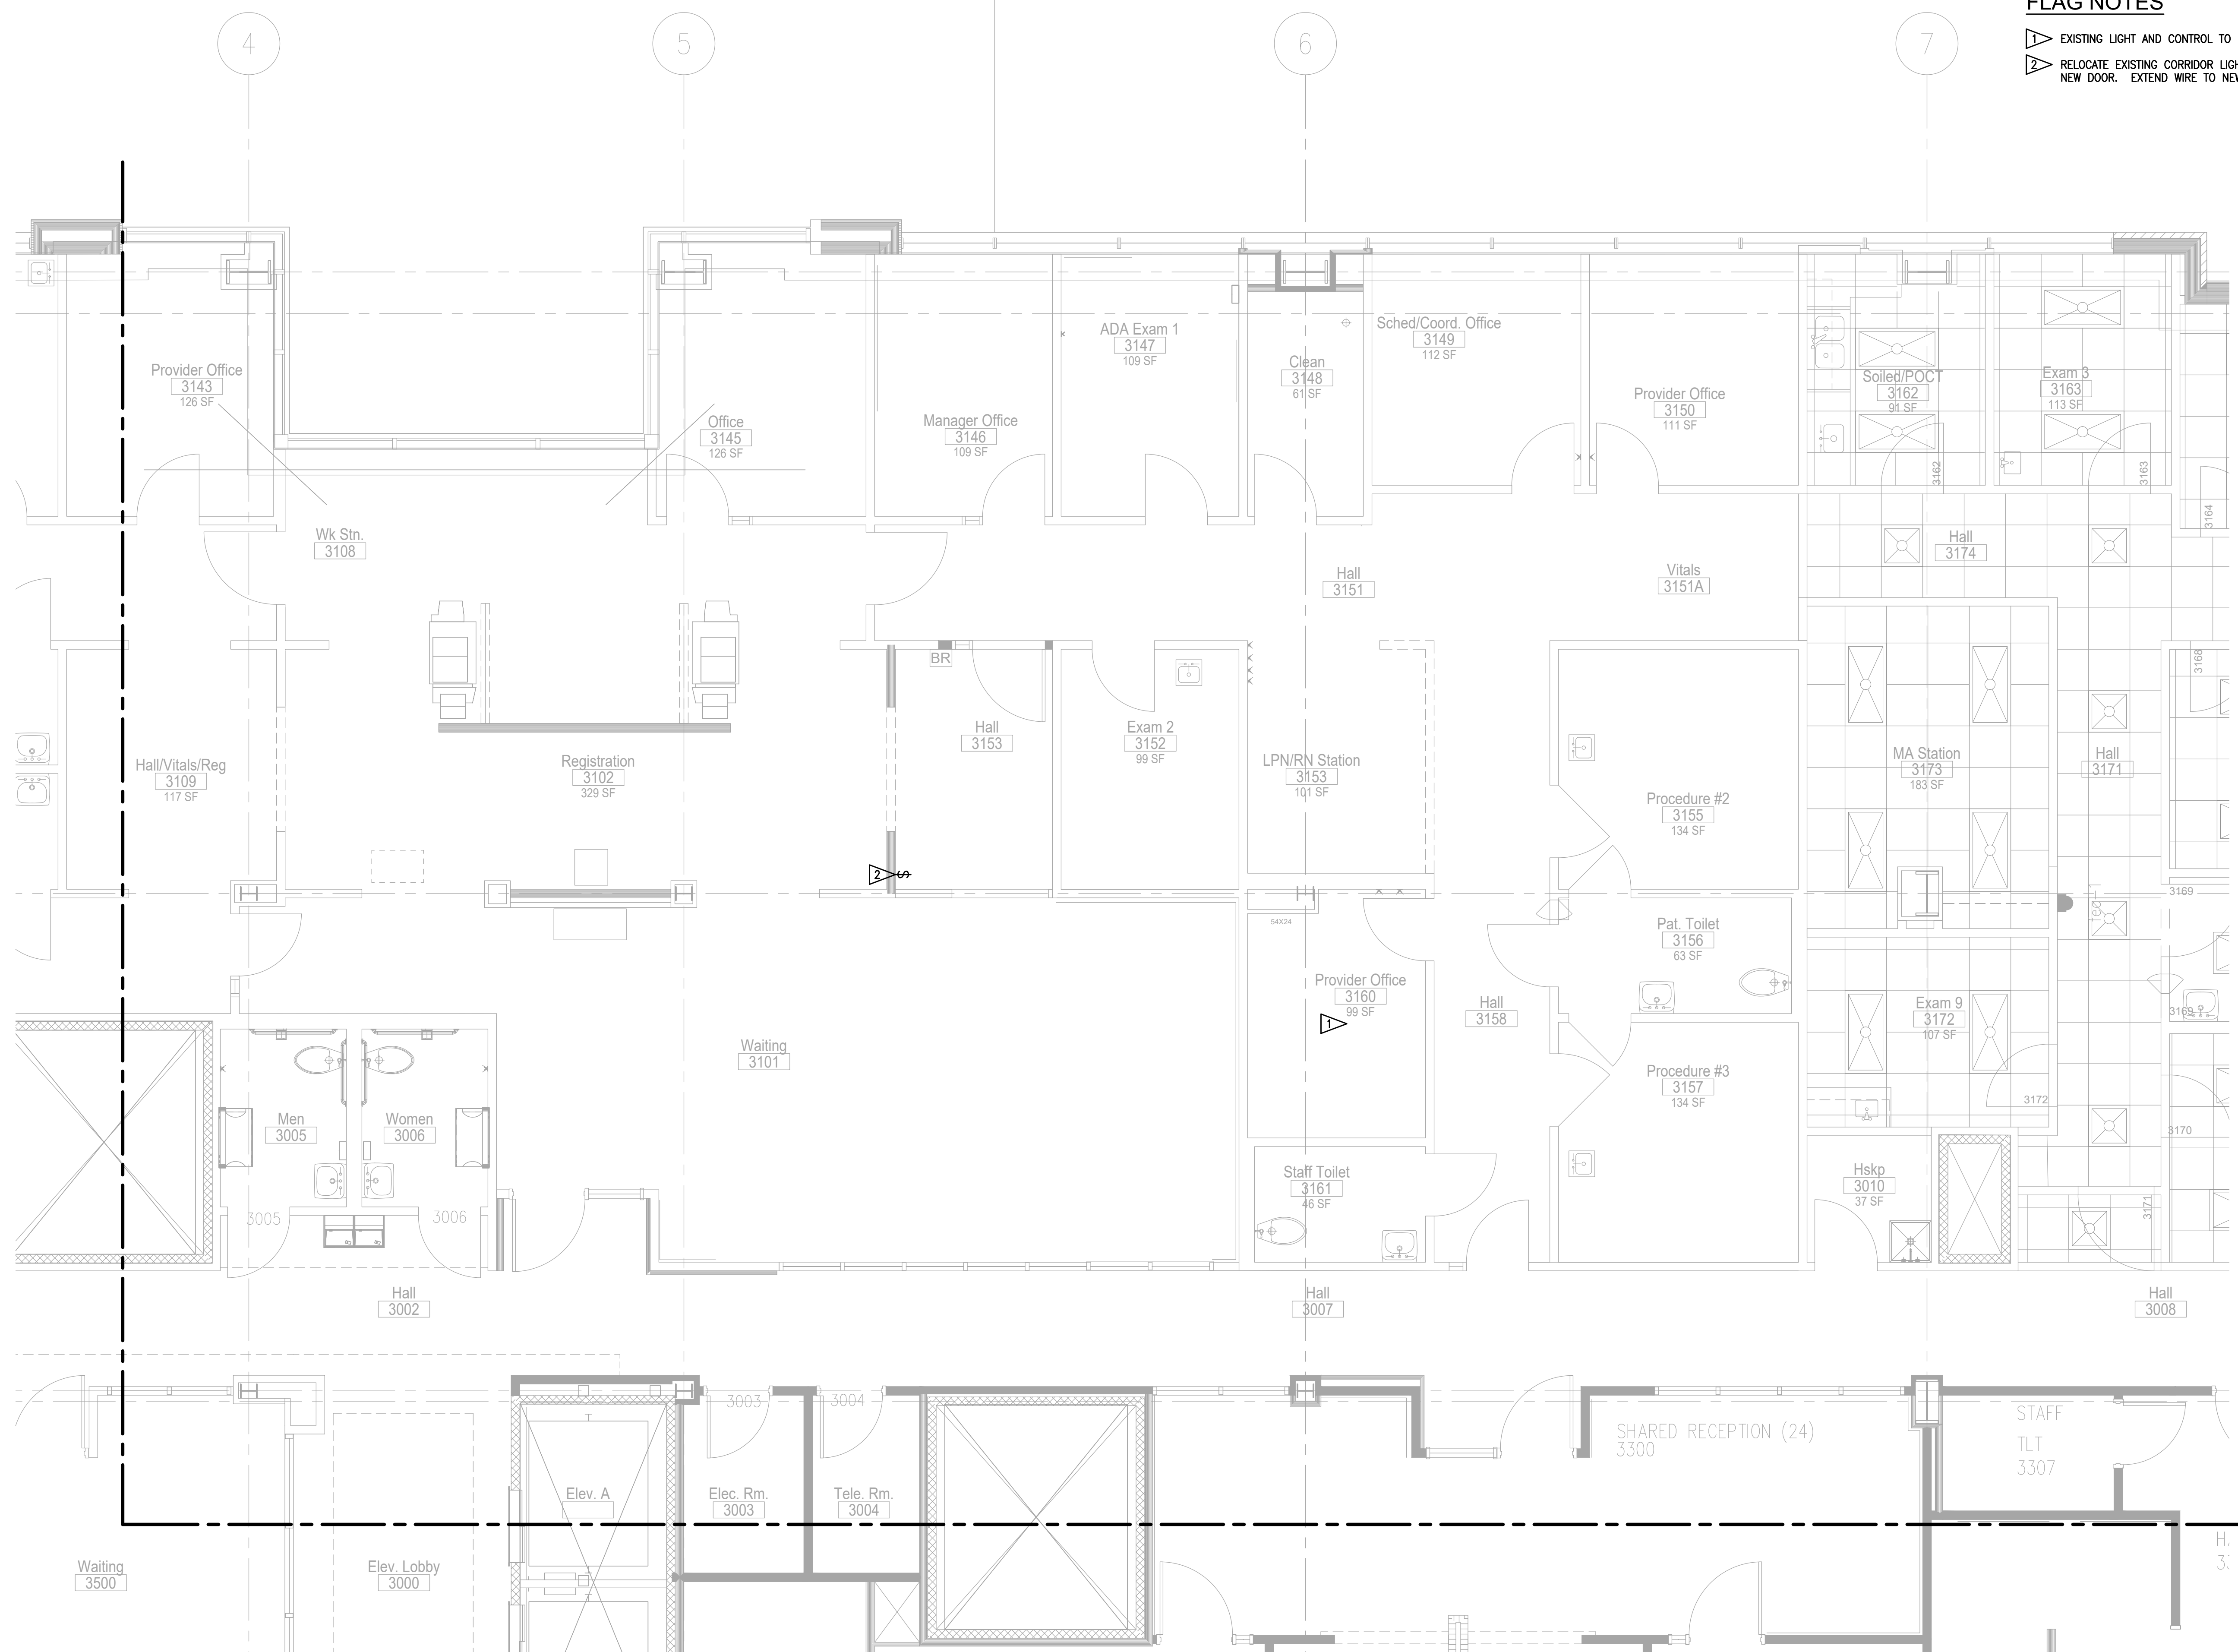 FLAG NOTES
1 EXISTING LIGHT AND CONTROL TO
2 RELOCATE EXISTING CORRIDOR LIGH
NEW DOOR. EXTEND WIRE TO NEW
4
5
6
7
Provider Office
3143
126 SF
Office
3145
126 SF
Manager Office
3146
109 SF
ADA Exam 1
3147
109 SF
Clean
3148
61 SF
Sched/Coord. Office
3149
112 SF
Provider Office
3150
111 SF
Soiled/POCT
3162
91 SF
Exam 3
3163
113 SF
3162
3163
3164
Wk Stn.
3108
Hall
3151
Vitals
3151A
Hall
3174
BR
3168
Hall/Vitals/Reg
3109
117 SF
Registration
3102
329 SF
Hall
3153
Exam 2
3152
99 SF
LPN/RN Station
3153
101 SF
Procedure #2
3155
134 SF
MA Station
3173
183 SF
Hall
3171
2
$
54X24
3169
Pat. Toilet
3156
63 SF
Provider Office
3160
99 SF
1
Hall
3158
Exam 9
3172
107 SF
3169
Waiting
3101
Procedure #3
3157
134 SF
3172
3170
Men
3005
Women
3006
Staff Toilet
3161
46 SF
Hskp
3010
37 SF
3171
3005
3006
Hall
3002
Hall
3007
Hall
3008
3003
3004
SHARED RECEPTION (24)
3300
STAFF
TLT
3307
Elev. A
Elec. Rm.
3003
Tele. Rm.
3004
Waiting
3500
Elev. Lobby
3000